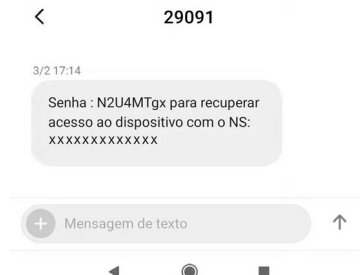 29091
3/2 17:14
Senha : N2U4MTgx para recuperar
acesso ao dispositivo com o NS:
xxxxxxxxxxxxx
Mensagem de texto